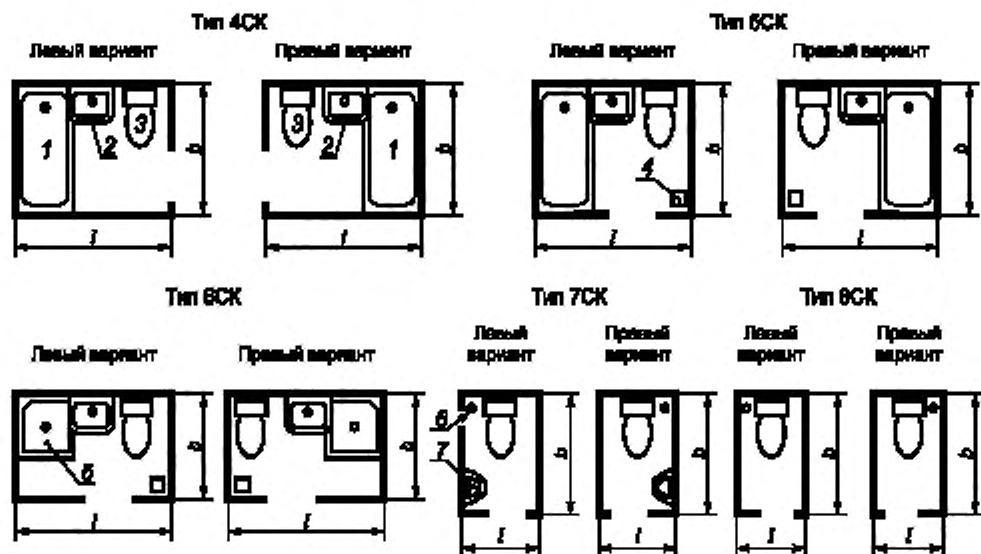 Тип 4СК
Тип 5СК
Левый вариант
Правый вариант
Левый вариант
Правый вариант
1
2
3
b
3
2
1
b
4
b
b
l
l
l
l
Тип 6СК
Тип 7СК
Тип 8СК
Левый вариант
Правый вариант
Левый
вариант
Правый
вариант
Левый
вариант
Правый
вариант
5
b
b
6
7
b
b
b
b
l
l
l
l
l
l